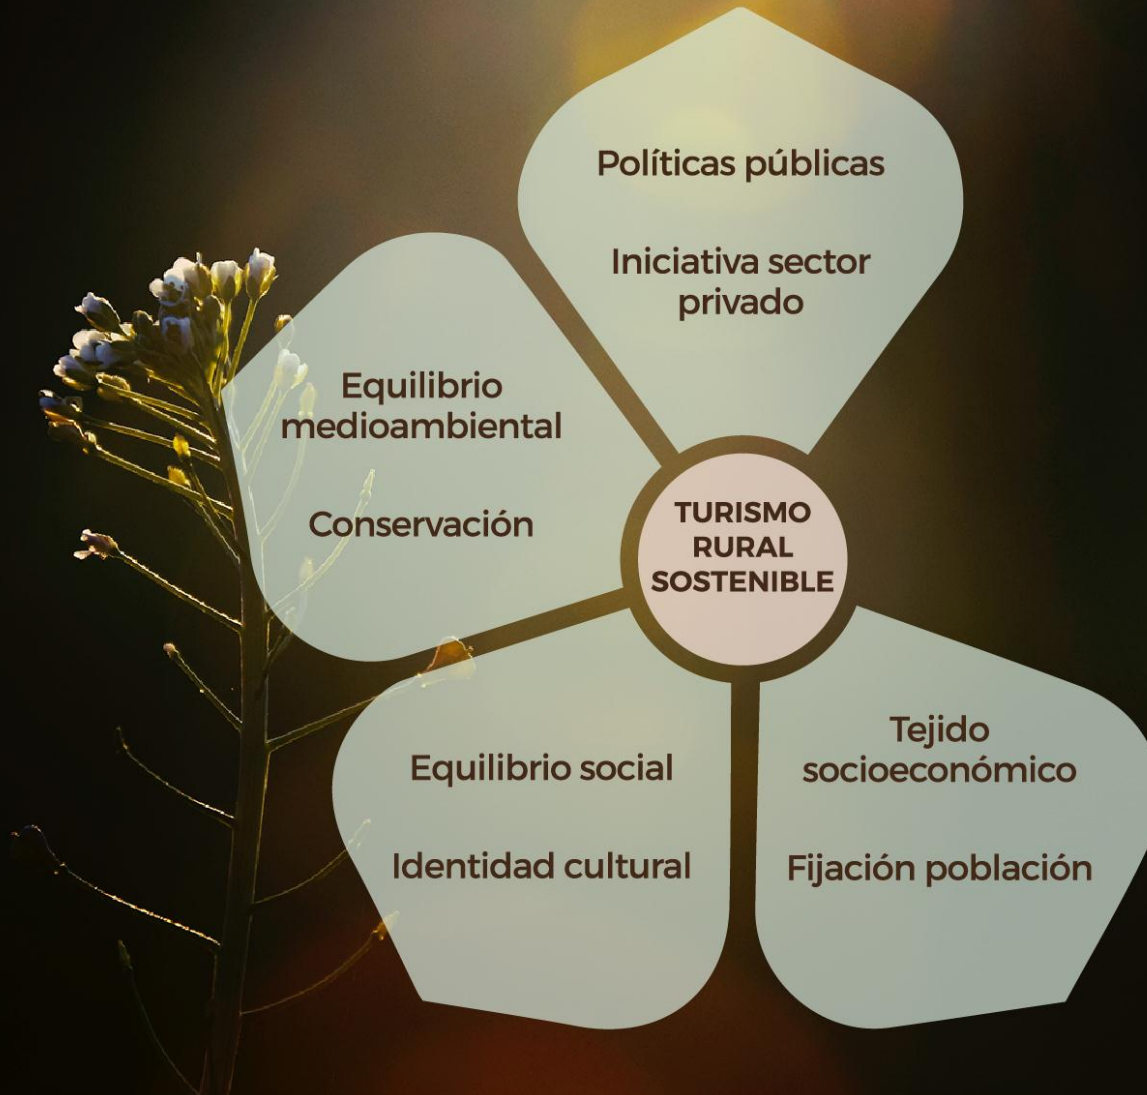 Políticas públicas
Iniciativa sector
privado
Equilibrio
medioambiental
Conservación
TURISMO
RURAL
SOSTENIBLE
Equilibrio social
Identidad cultural
Tejido
socioeconómico
Fijación población